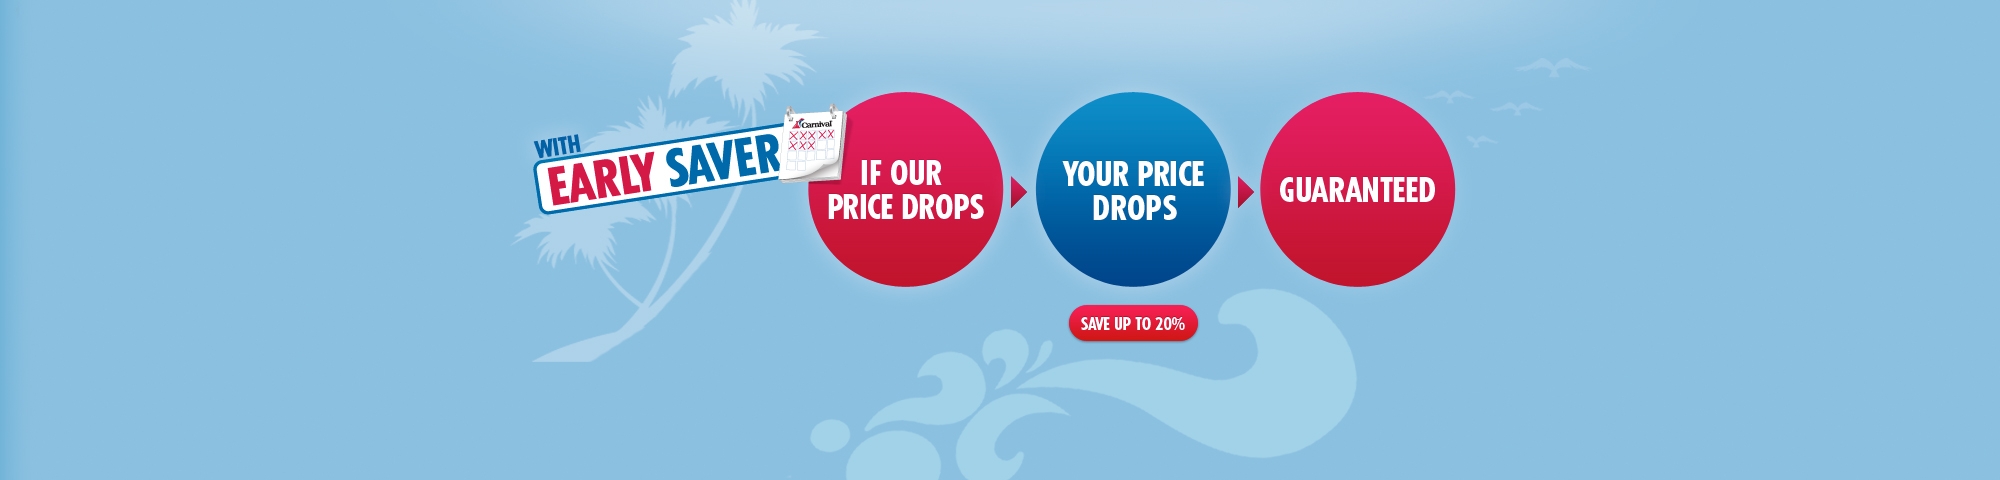 WITH
EARLY SAVER
Carnival
IF OUR
PRICE DROPS
YOUR PRICE
DROPS
GUARANTEED
SAVE UP TO 20%